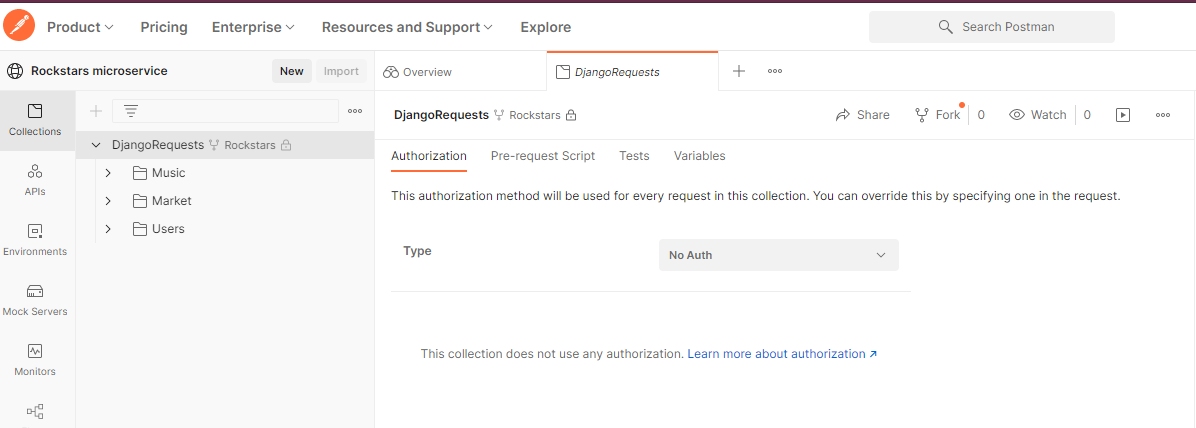 Product Pricing Enterprise Resources and Support Explore Search Postman
Rockstars microservice New Import
Overview DjangoRequests
Collections
APIs
Environments
Mock Servers
Monitors
DjangoRequests Rockstars
Music
Market
Users
DjangoRequests Rockstars Share Fork 0 Watch 0
Authorization Pre-request Script Tests Variables
This authorization method will be used for every request in this collection. You can override this by specifying one in the request.
Type No Auth
This collection does not use any authorization. Learn more about authorization ↗